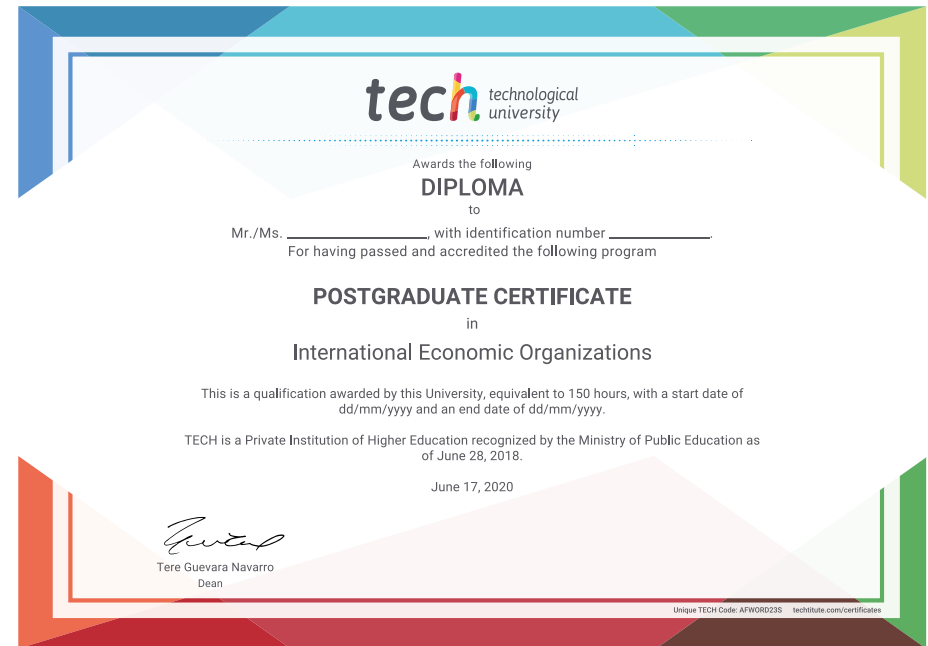 tech technological
university
Awards the following
DIPLOMA
to
Mr./Ms. ____________________, with identification number ______________.
For having passed and accredited the following program
POSTGRADUATE CERTIFICATE
in
International Economic Organizations
This is a qualification awarded by this University, equivalent to 150 hours, with a start date of
dd/mm/yyyy and an end date of dd/mm/yyyy.
TECH is a Private Institution of Higher Education recognized by the Ministry of Public Education as
of June 28, 2018.
June 17, 2020
Tere Guevara Navarro
Dean
Unique TECH Code: AFWORD23S techtitute.com/certificates